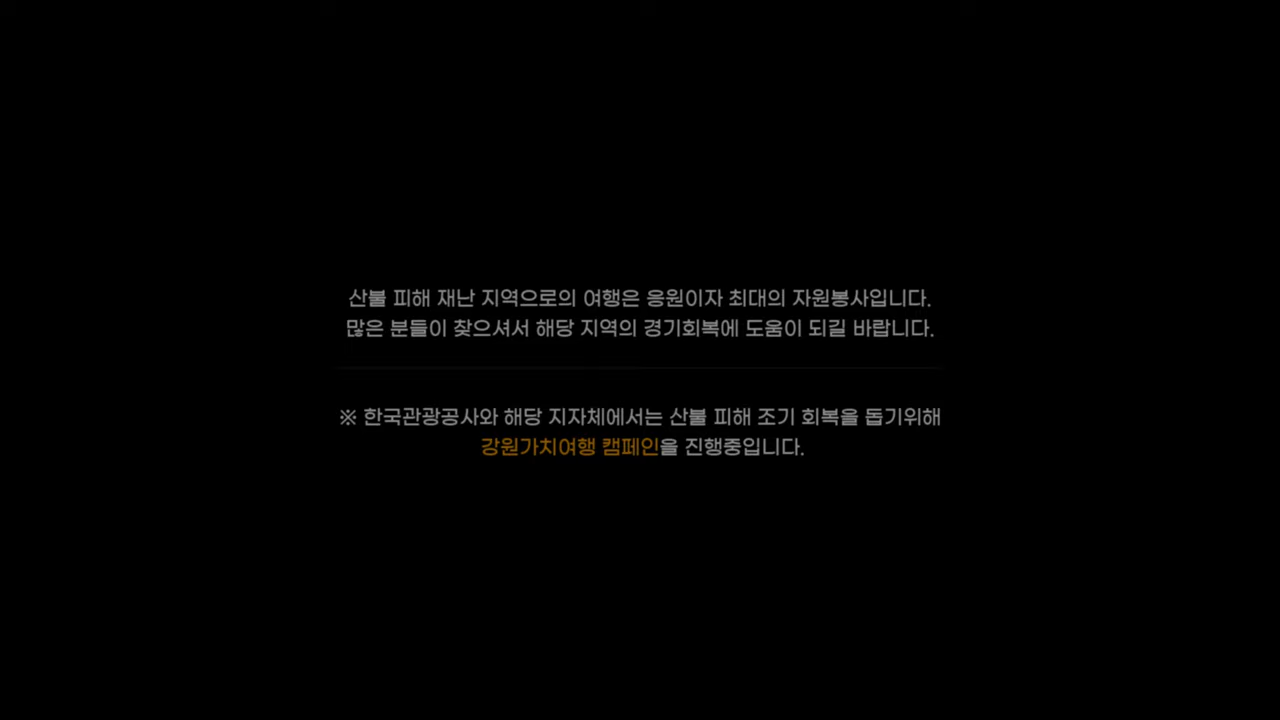 산불 피해 재난 지역으로의 여행은 응원이자 최대의 자원봉사입니다.
많은 분들이 찾으셔서 해당 지역의 경기회복에 도움이 되길 바랍니다.
※ 한국관광공사와 해당 지자체에서는 산불 피해 조기 회복을 돕기위해
강원가치여행 캠페인을 진행중입니다.